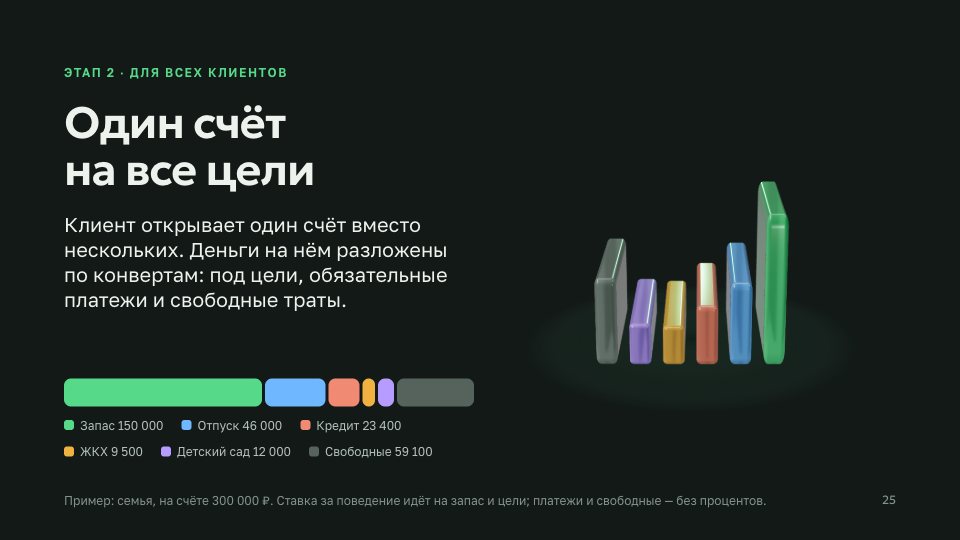 ЭТАП 2 · ДЛЯ ВСЕХ КЛИЕНТОВ
Один счёт
на все цели
Клиент открывает один счёт вместо
нескольких. Деньги на нём разложены
по конвертам: под цели, обязательные
платежи и свободные траты.
Запас 150 000 Отпуск 46 000 Кредит 23 400
ЖКХ 9 500 Детский сад 12 000 Свободные 59 100
Пример: семья, на счёте 300 000 ₽. Ставка за поведение идёт на запас и цели; платежи и свободные — без процентов. 25